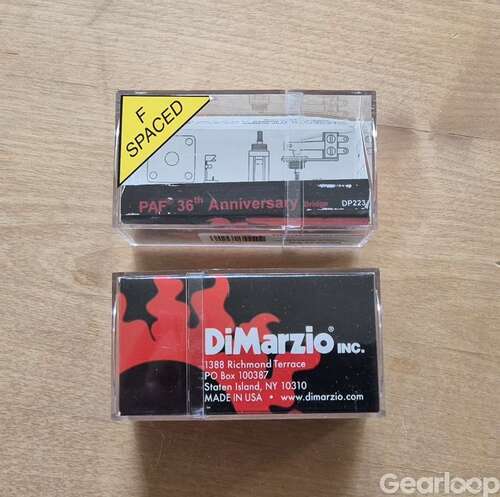 F
SPACED
PAF® 36th Anniversary Bridge DP223
DiMarzio® INC.
1388 Richmond Terrace
PO Box 100387
Staten Island, NY 10310
MADE IN USA • www.dimarzio.com
Gearloop